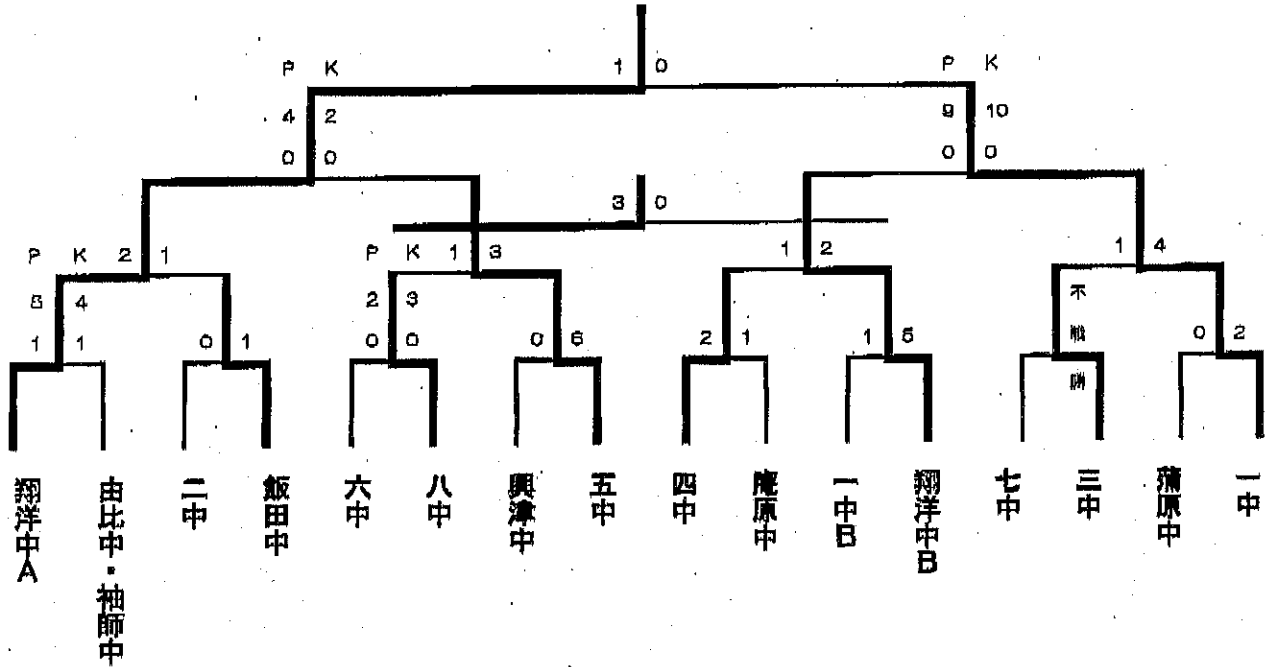 1 0
P K
P K
4 2
9 10
0 0
0 0
3 0
P K
2 1
P K
1 3
1 2
1 4
4
2 3
不戦勝
1 1
0 1
0 0
0 6
2 1
1 5
0 2
翔洋中A
由比中・袖師中
二中
飯田中
六中
八中
興津中
五中
四中
庵原中
一中B
翔洋中B
七中
三中
蒲原中
一中